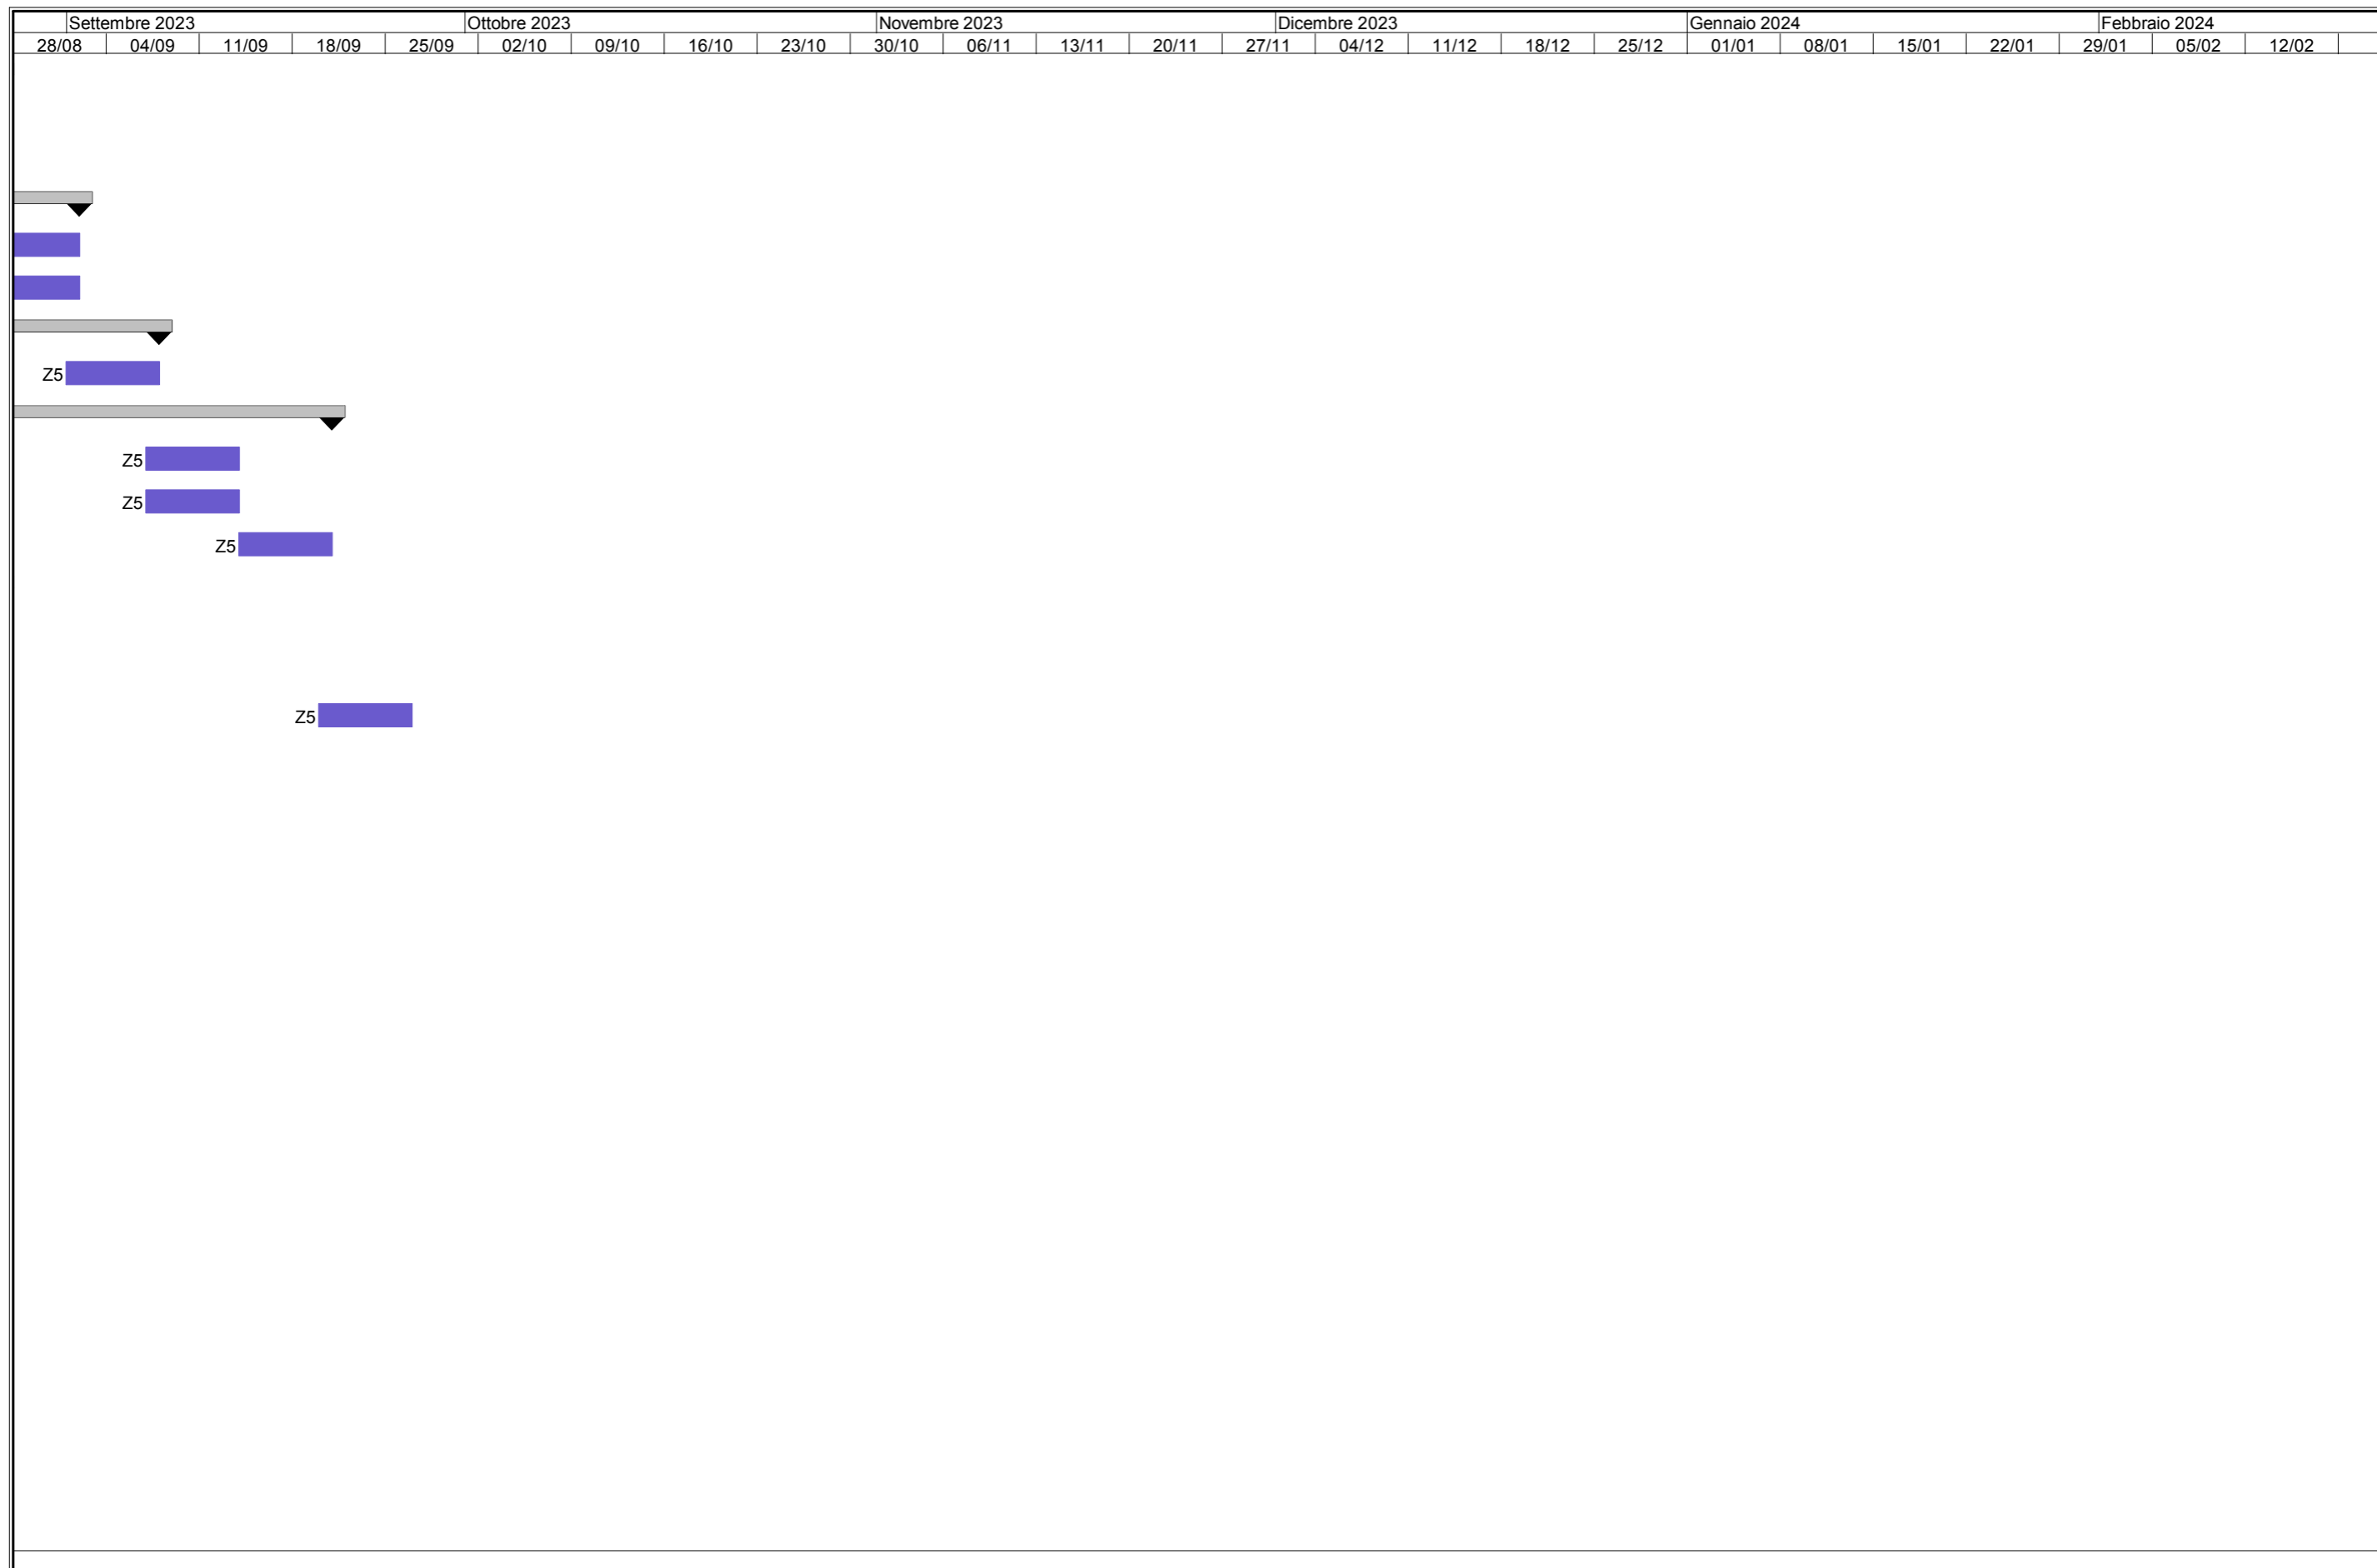 Settembre 2023 Ottobre 2023 Novembre 2023 Dicembre 2023 Gennaio 2024 Febbraio 2024
28/08 04/09 11/09 18/09 25/09 02/10 09/10 16/10 23/10 30/10 06/11 13/11 20/11 27/11 04/12 11/12 18/12 25/12 01/01 08/01 15/01 22/01 29/01 05/02 12/02
Z5
Z5
Z5
Z5
Z5